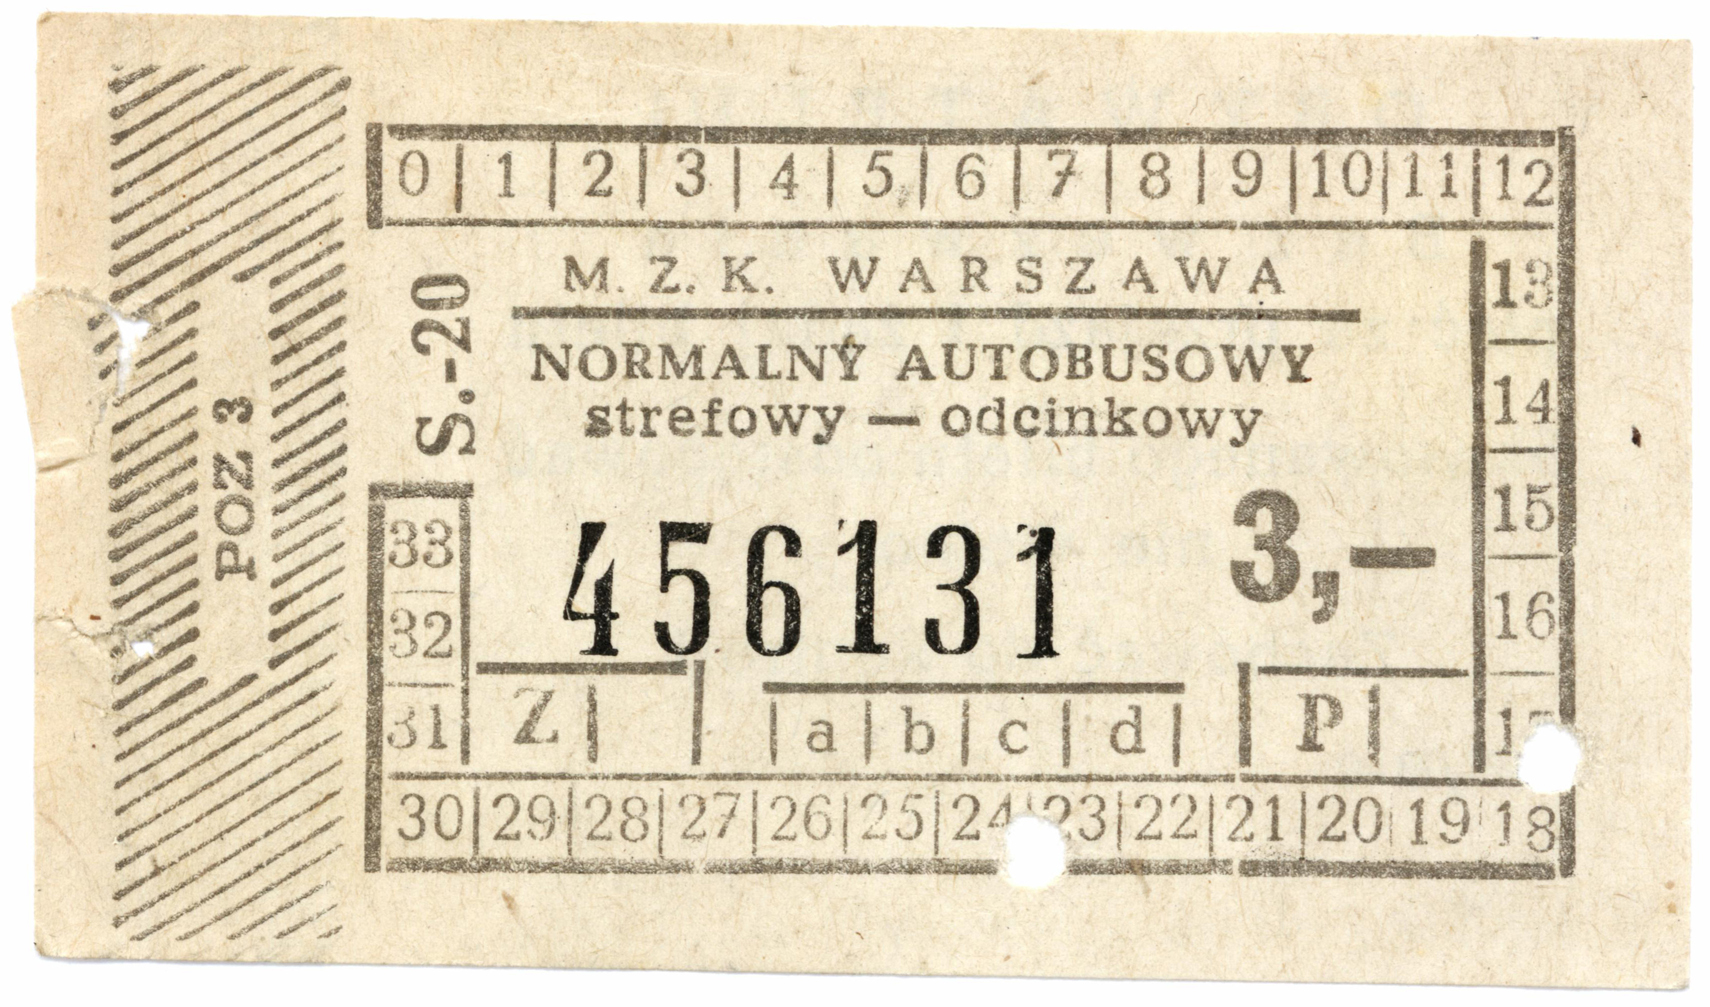 0 | 1 | 2 | 3 | 4 | 5 | 6 | 7 | 8 | 9 | 10 | 11 | 12
M. Z. K. WARSZAWA
NORMALNY AUTOBUSOWY
strefowy — odcinkowy
S.-20
POZ 3
456131
3,—
13
14
15
16
33
32
31
Z
a | b | c | d
P
30 | 29 | 28 | 27 | 26 | 25 | 24 | 23 | 22 | 21 | 20 | 19 | 18